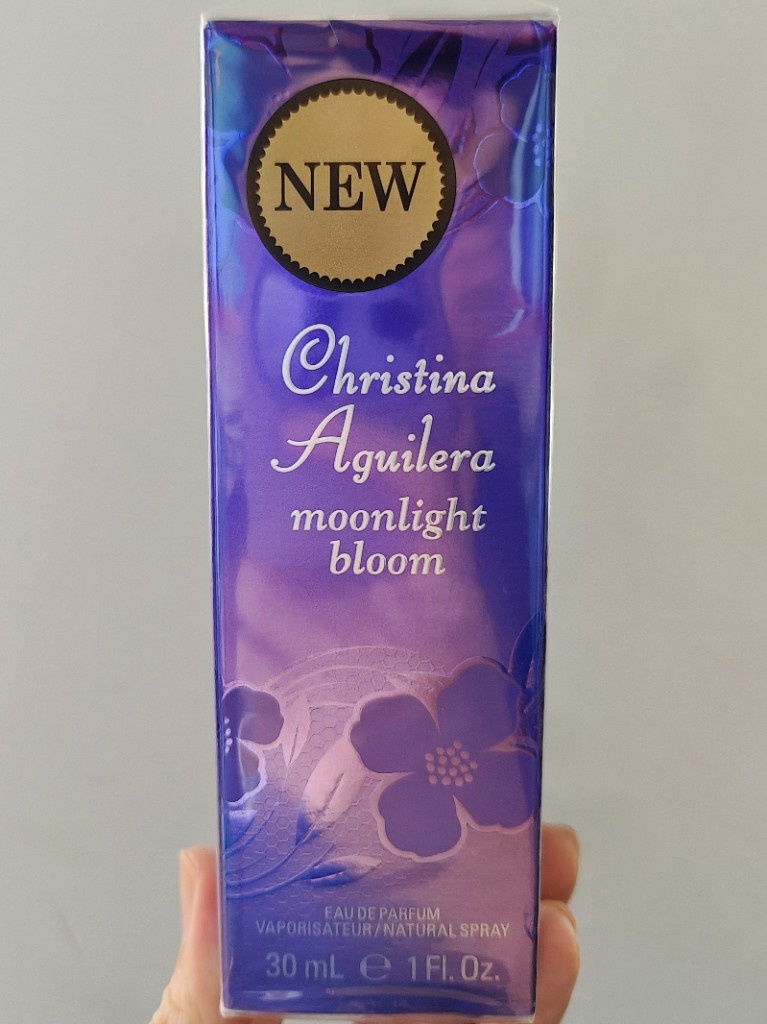 NEW
Christina
Aguilera
moonlight
bloom
EAU DE PARFUM
VAPORISATEUR/NATURAL SPRAY
30 mL ℮ 1 Fl. Oz.